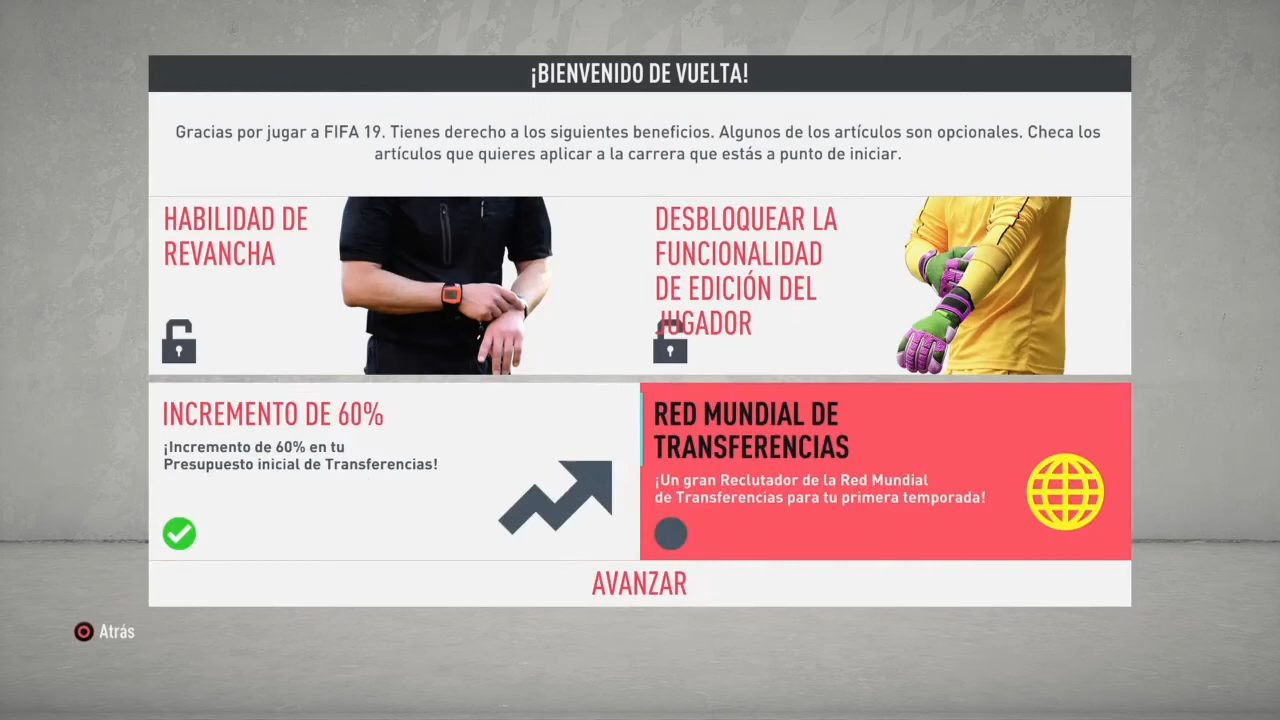 ¡BIENVENIDO DE VUELTA!
Gracias por jugar a FIFA 19. Tienes derecho a los siguientes beneficios. Algunos de los artículos son opcionales. Checa los
artículos que quieres aplicar a la carrera que estás a punto de iniciar.
HABILIDAD DE
REVANCHA
DESBLOQUEAR LA
FUNCIONALIDAD
DE EDICIÓN DEL
JUGADOR
INCREMENTO DE 60%
¡Incremento de 60% en tu
Presupuesto inicial de Transferencias!
RED MUNDIAL DE
TRANSFERENCIAS
¡Un gran Reclutador de la Red Mundial
de Transferencias para tu primera temporada!
AVANZAR
Atrás